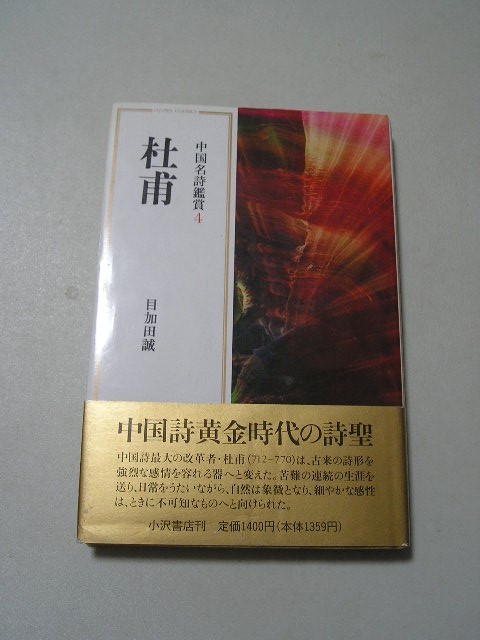 中国名詩鑑賞4
杜甫
目加田誠
中国詩黄金時代の詩聖
中国詩最大の改革者・杜甫(712–770)は、古来の詩形を
強烈な感情を容れる器へと変えた。苦難の連続の生涯を
送り、日常をうたいながら、自然は象徴となり、細やかな感性
は、ときに不可知なものへと向けられた。
小沢書店刊 定価1400円(本体1359円)